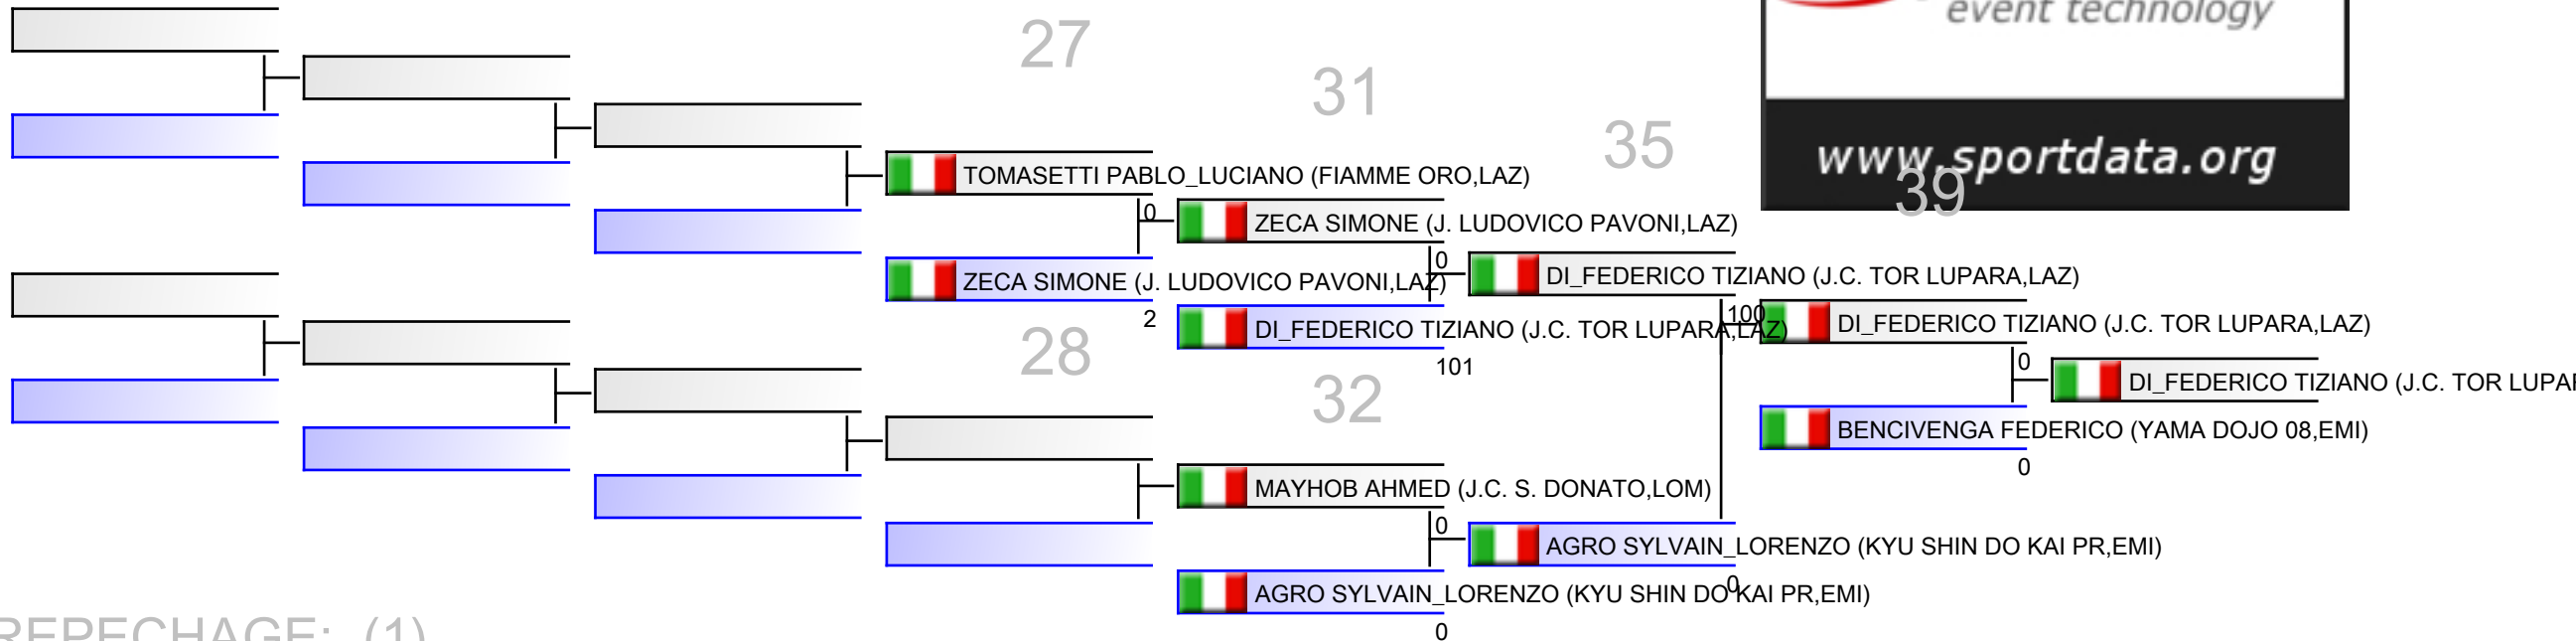 event technology
27
31
35
www.sportdata.org
39
TOMASETTI PABLO_LUCIANO (FIAMME ORO,LAZ)
0
ZECA SIMONE (J. LUDOVICO PAVONI,LAZ)
0
ZECA SIMONE (J. LUDOVICO PAVONI,LAZ)
DI_FEDERICO TIZIANO (J.C. TOR LUPARA,LAZ)
2
DI_FEDERICO TIZIANO (J.C. TOR LUPARA,LAZ)
100
DI_FEDERICO TIZIANO (J.C. TOR LUPARA,LAZ)
28
101
0
DI_FEDERICO TIZIANO (J.C. TOR LUPAR
32
BENCIVENGA FEDERICO (YAMA DOJO 08,EMI)
0
MAYHOB AHMED (J.C. S. DONATO,LOM)
0
AGRO SYLVAIN_LORENZO (KYU SHIN DO KAI PR,EMI)
0
AGRO SYLVAIN_LORENZO (KYU SHIN DO KAI PR,EMI)
0
REPECHAGE: (1)